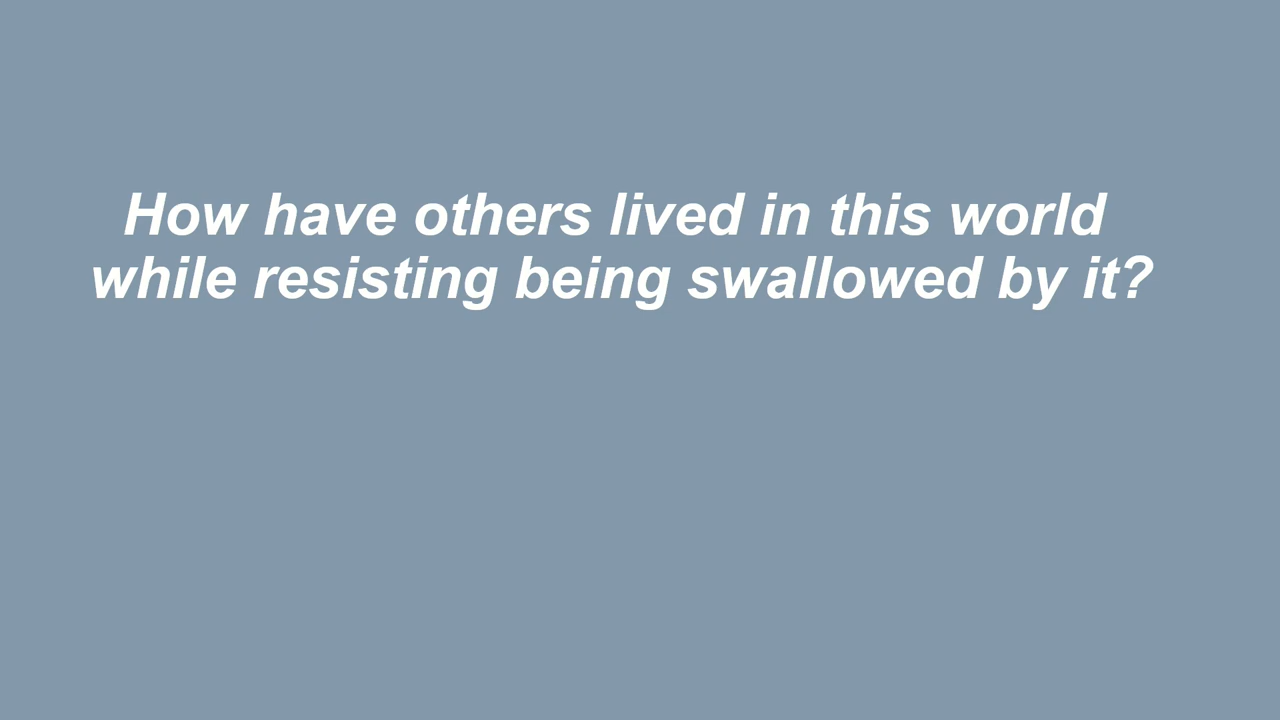 How have others lived in this world
while resisting being swallowed by it?